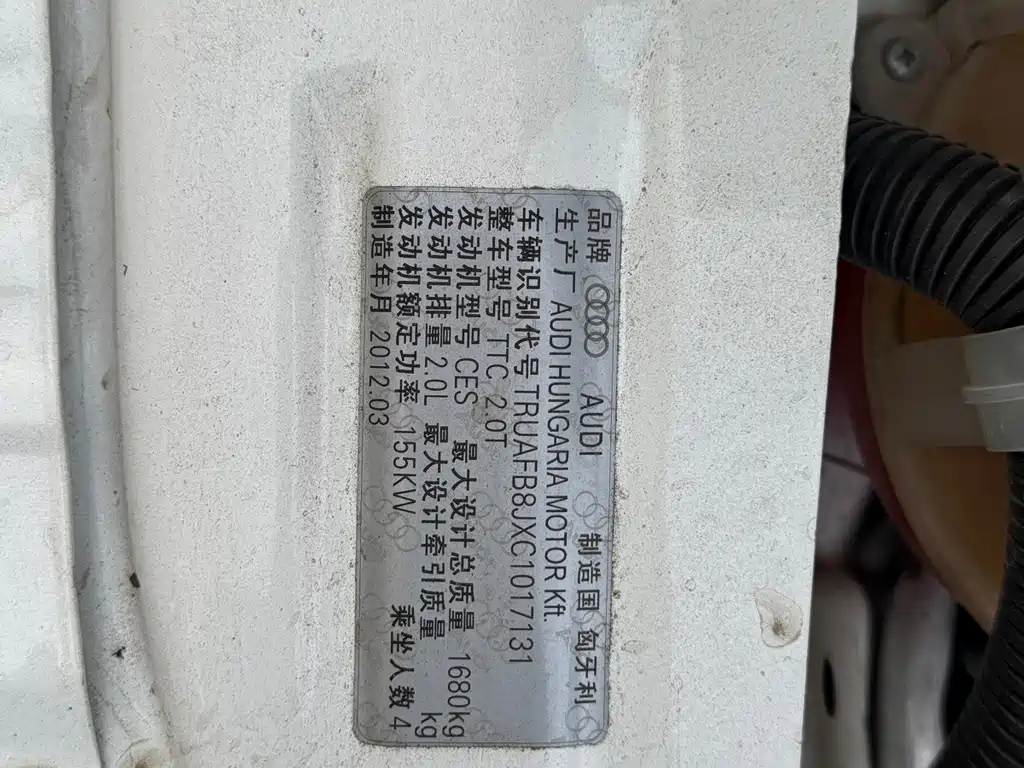 品牌 AUDI 制造国 匈牙利
生产厂 AUDI HUNGARIA MOTOR Kft.
车辆识别代号 TRUAFB8JXC1017131
整车型号 TTC 2.0T
发动机型号 CES 最大设计总质量 1680kg
发动机排量 2.0L 最大设计牵引质量 kg
发动机额定功率 155KW 乘坐人数 4
制造年月 2012.03